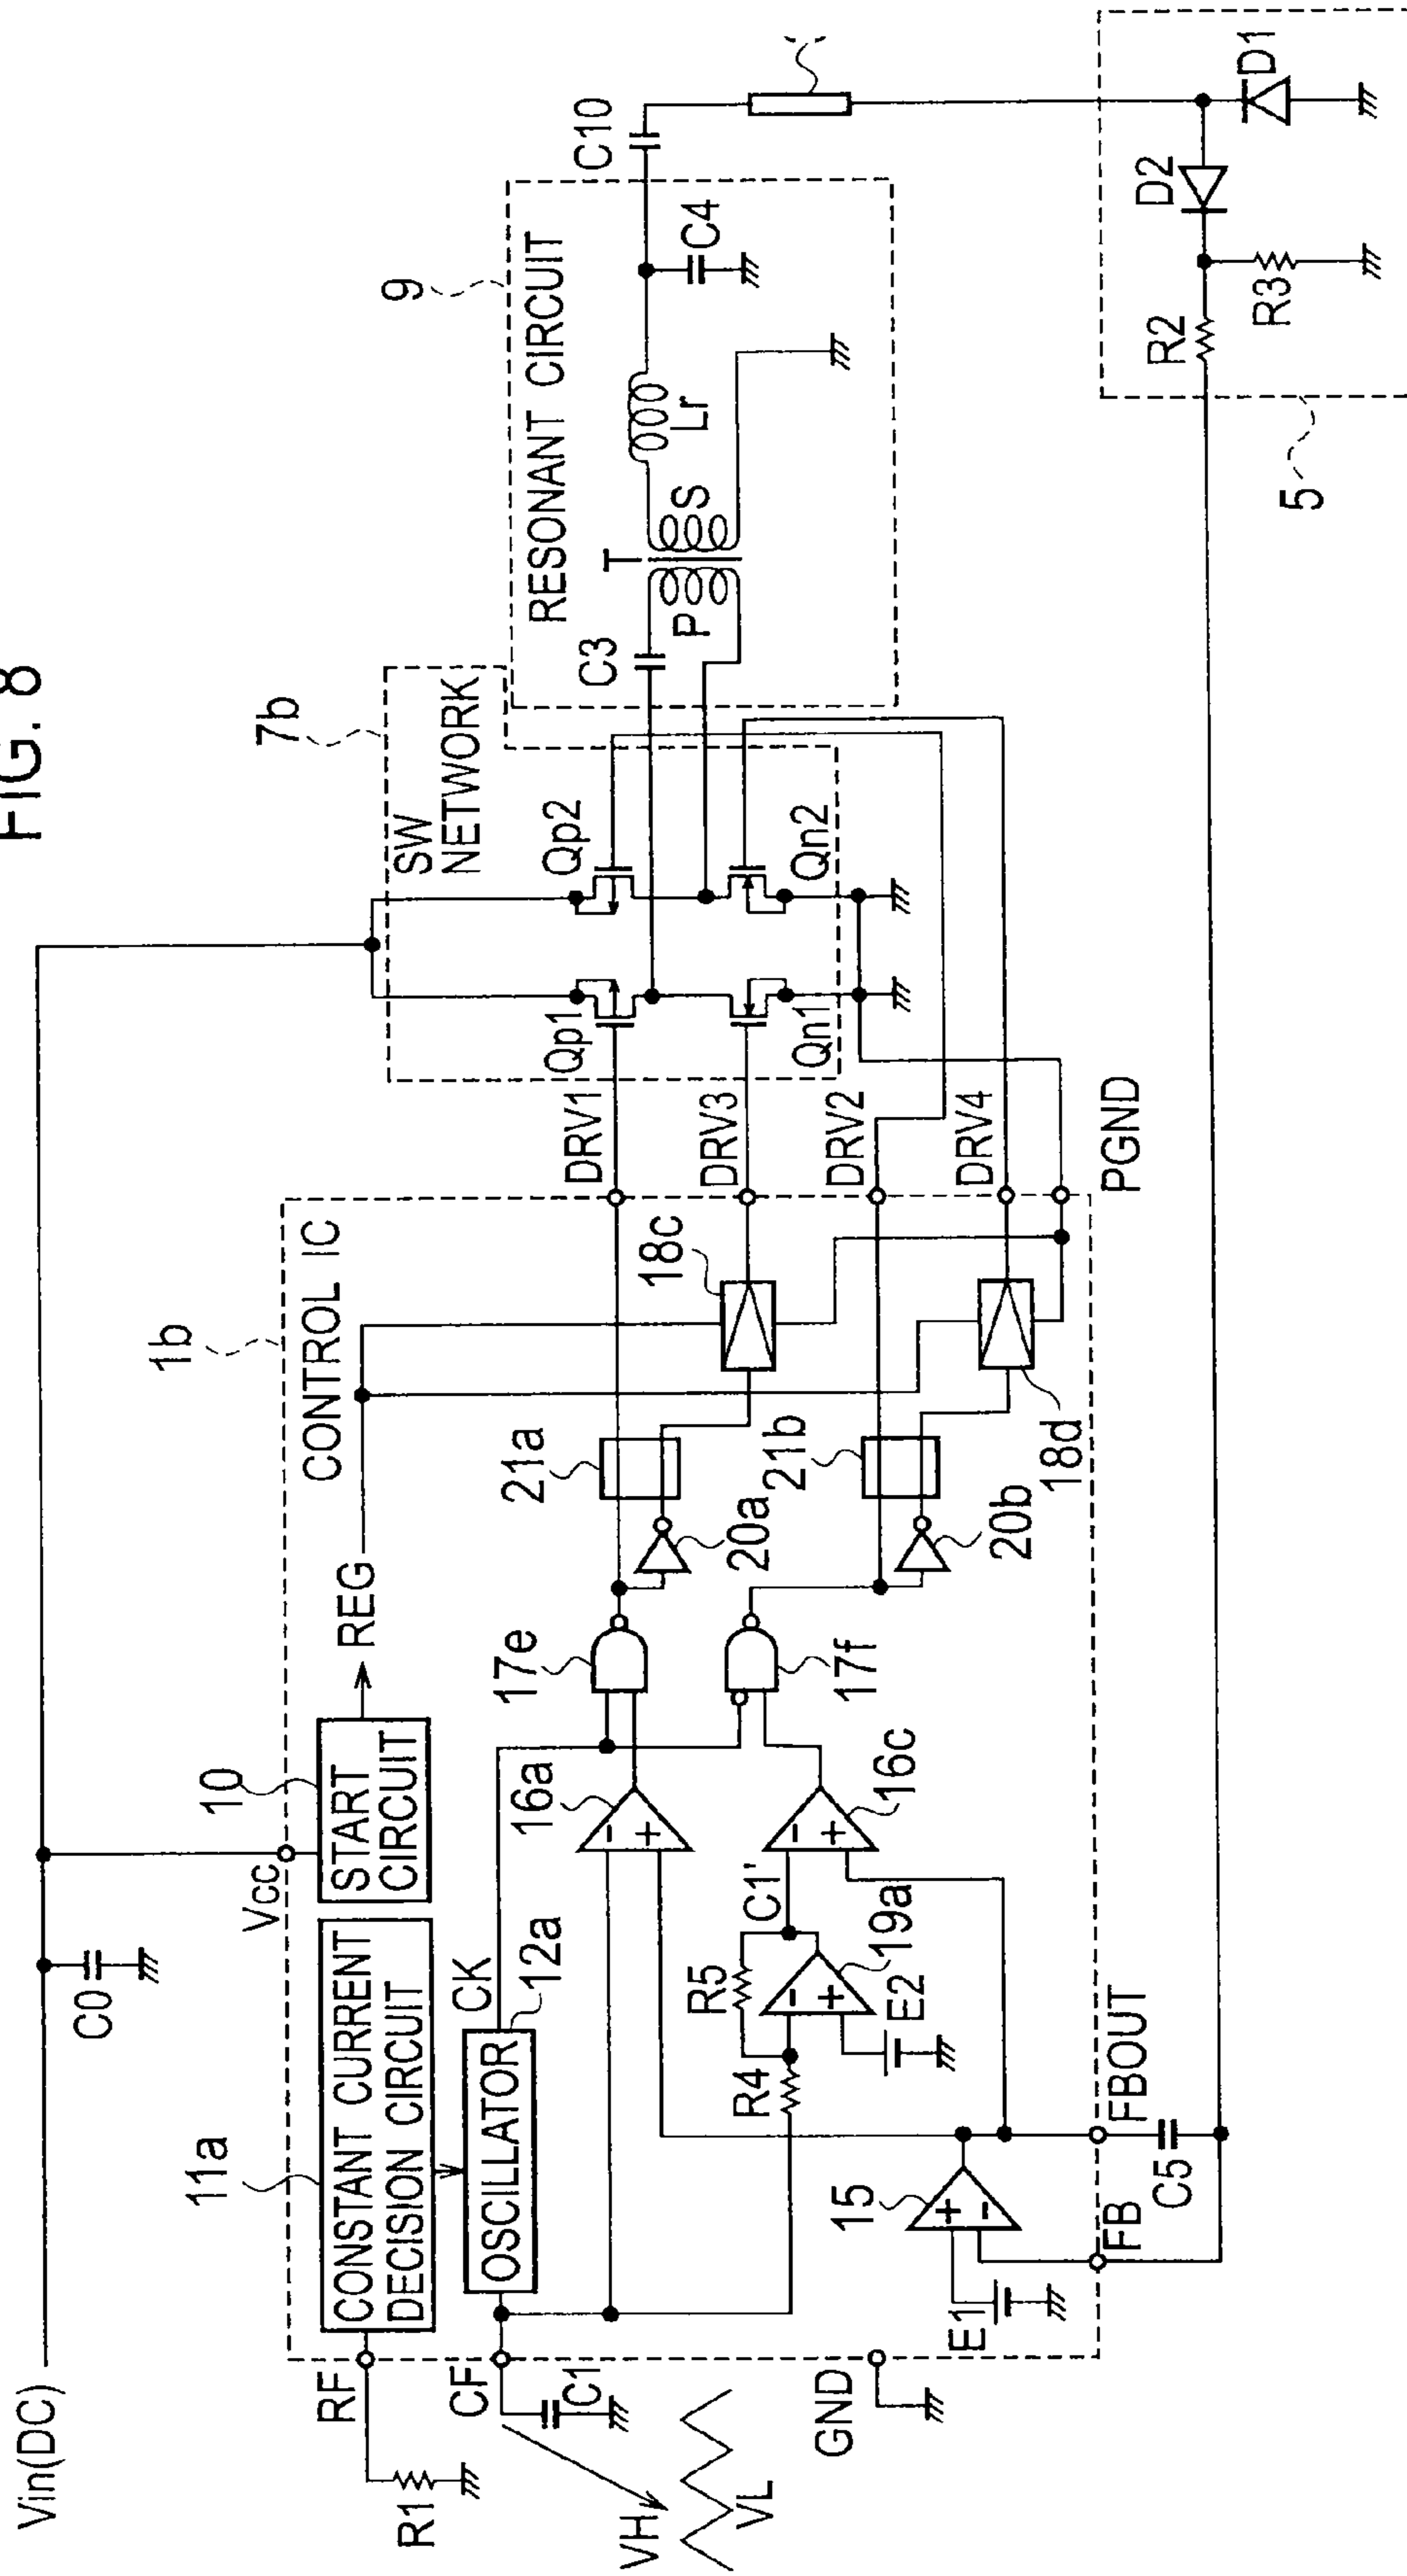 FIG. 8
Vin(DC)
C0
Vcc
1b
CONTROL IC
10
START
CIRCUIT
REG
11a
CONSTANT CURRENT
DECISION CIRCUIT
RF
R1
CF
C1
VH
VL
GND
OSCILLATOR
CK
12a
16a
-
+
17e
20a
21a
18c
R4
R5
C1'
-
+
19a
E2
16c
-
+
17f
20b
21b
18d
15
+
-
E1
FB
FBOUT
C5
DRV1
DRV3
DRV2
DRV4
PGND
7b
SW
NETWORK
Qp1
Qp2
Qn1
Qn2
9
RESONANT CIRCUIT
C3
T
P
S
Lr
C4
C10
5
R2
R3
D2
D1